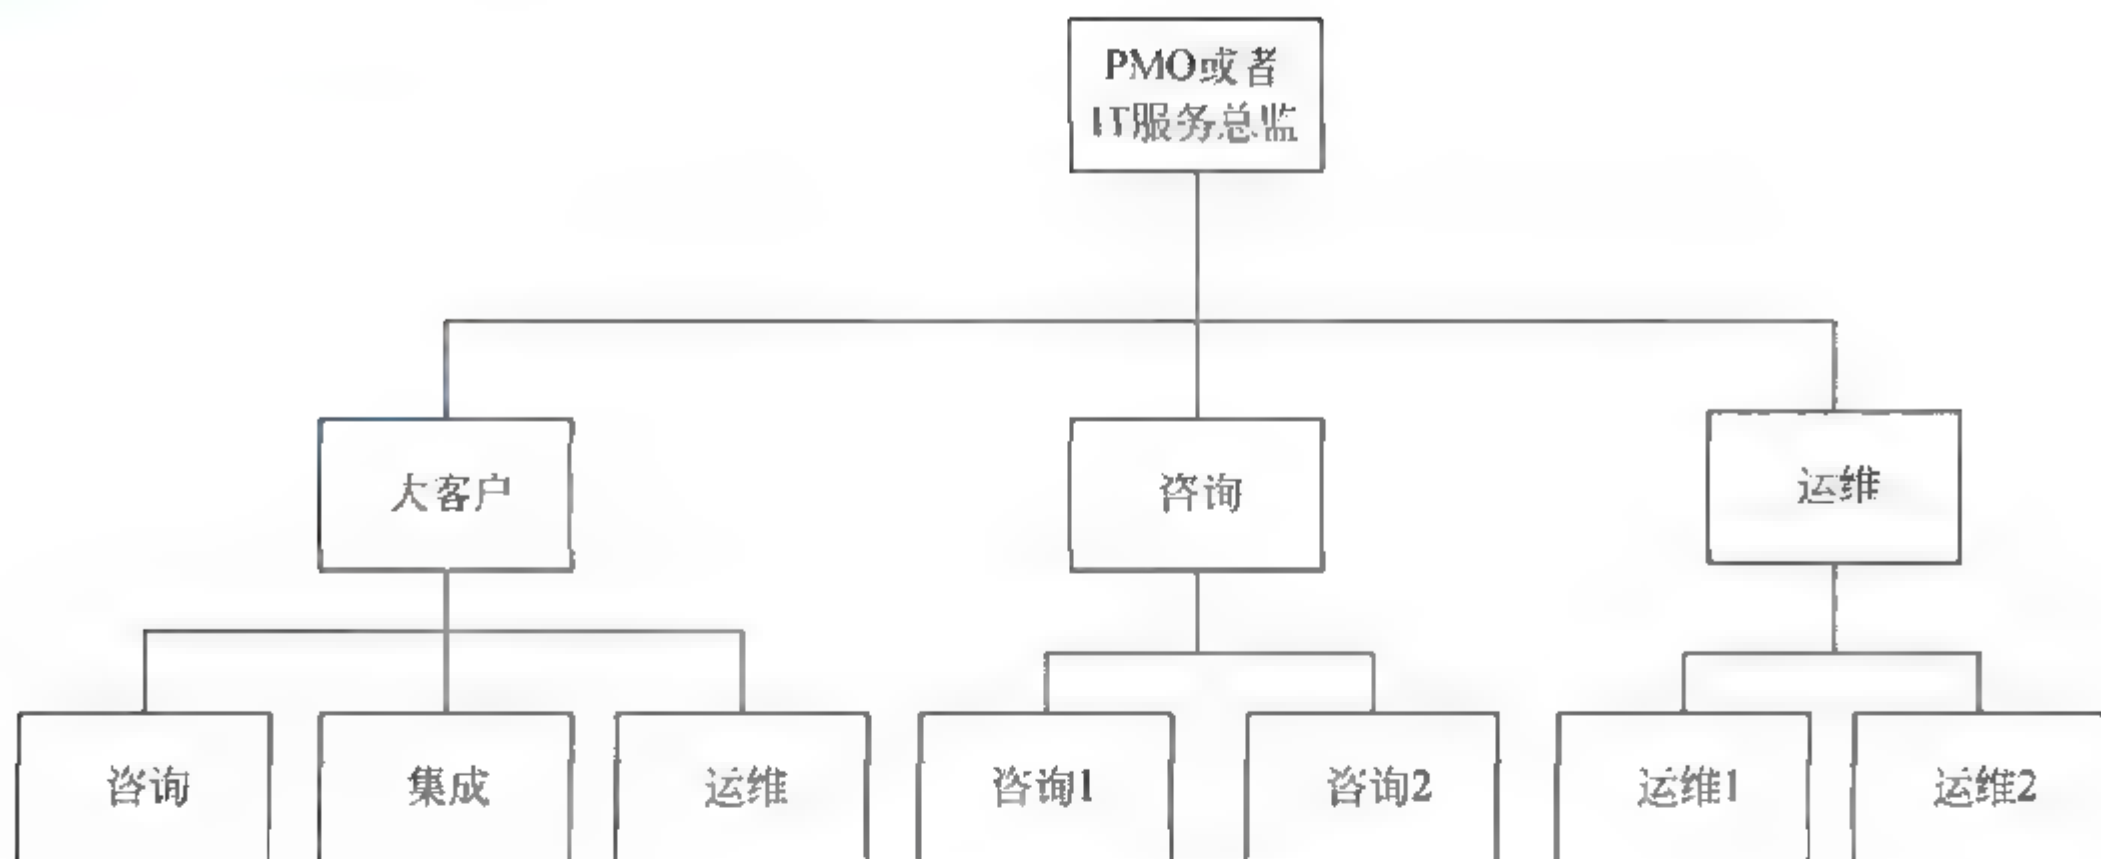 PMO或者
IT服务总监
大客户
咨询
运维
咨询
集成
运维
咨询1
咨询2
运维1
运维2